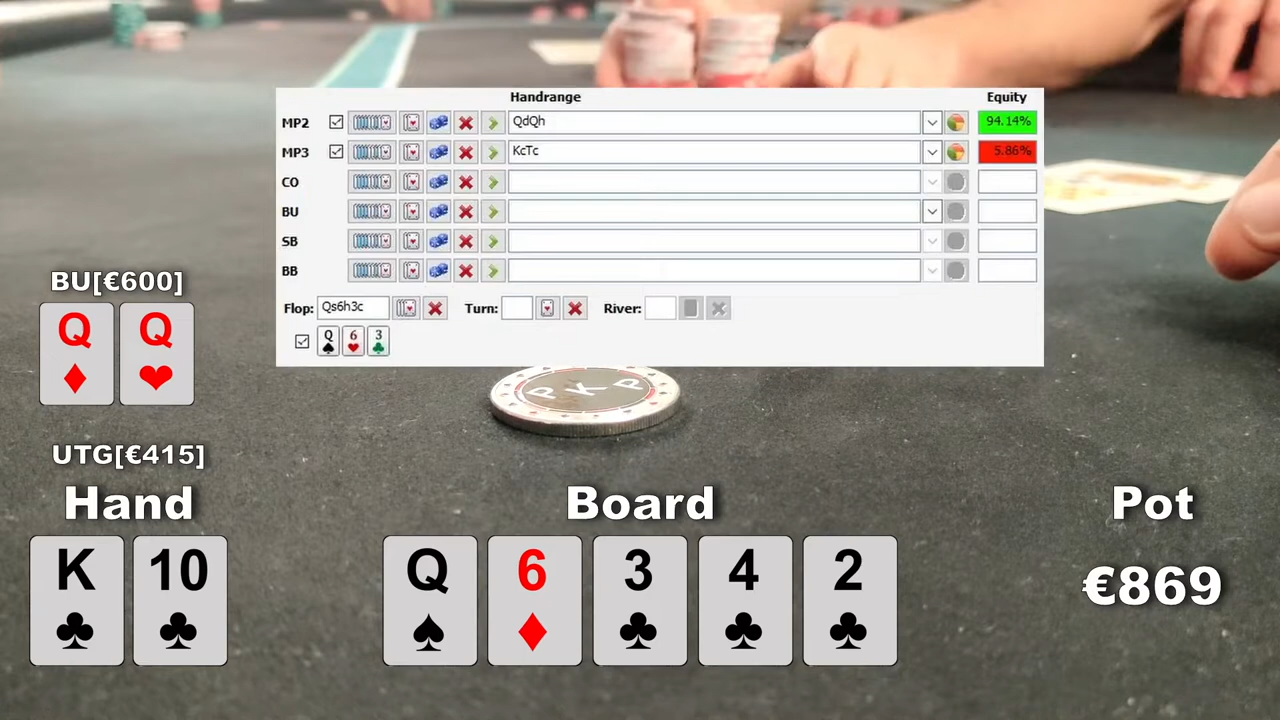 Handrange Equity
MP2 QdQh 94.14%
MP3 KcTc 5.86%
CO
BU
SB
BB
Flop: Qs6h3c Turn: River:
Q 6 3
BU[€600]
Q Q
UTG[€415]
Hand Board Pot
K 10 Q 6 3 4 2 €869
P K P